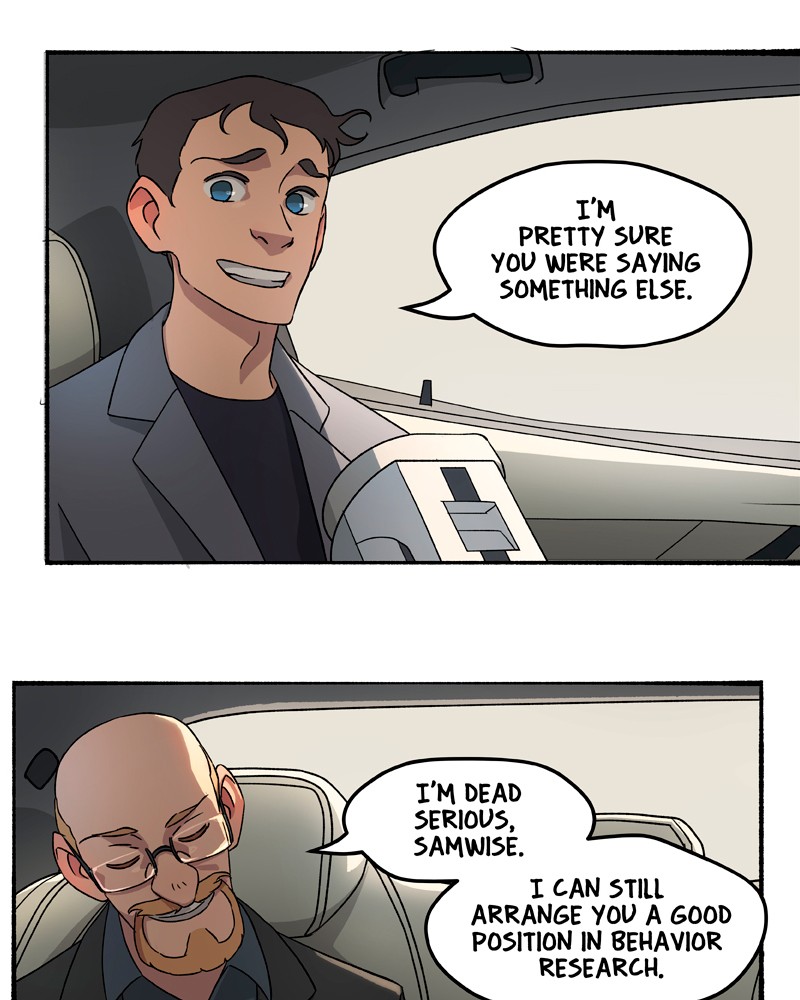 I'M
PRETTY SURE
YOU WERE SAYING
SOMETHING ELSE.
I'M DEAD
SERIOUS,
SAMWISE.
I CAN STILL
ARRANGE YOU A GOOD
POSITION IN BEHAVIOR
RESEARCH.